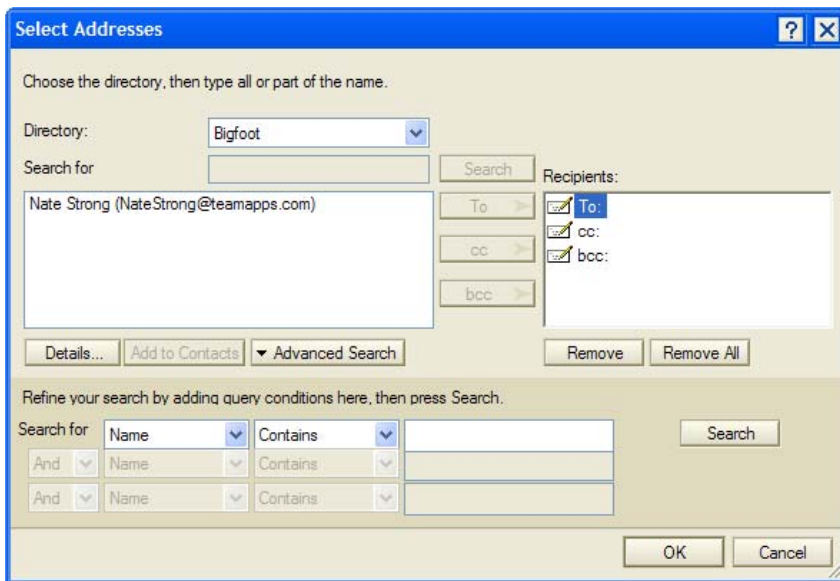 Select Addresses
Choose the directory, then type all or part of the name.
Directory: Bigfoot
Search for Search Recipients:
Nate Strong (NateStrong@teamapps.com) To To:
cc cc:
bcc bcc:
Details... Add to Contacts Advanced Search Remove Remove All
Refine your search by adding query conditions here, then press Search.
Search for Name Contains Search
And Name Contains
And Name Contains
OK Cancel